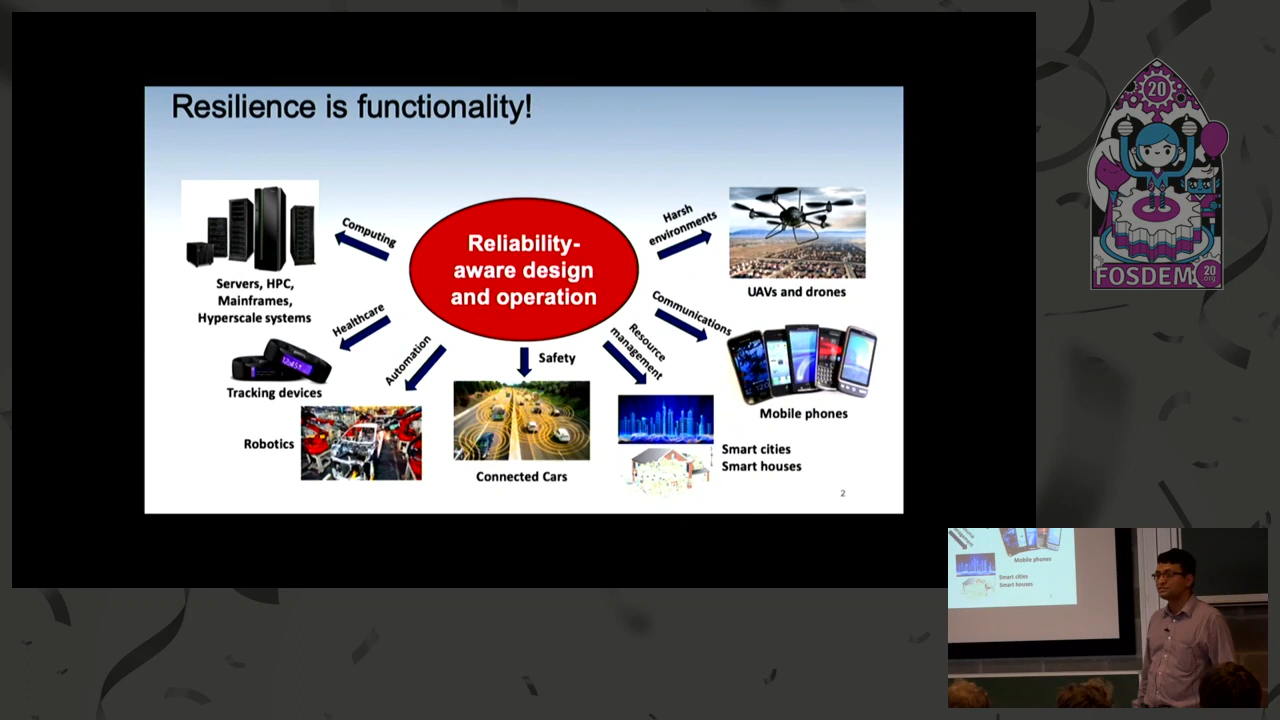 Resilience is functionality!
Reliability-
aware design
and operation
Computing
Servers, HPC,
Mainframes,
Hyperscale systems
Healthcare
Tracking devices
Automation
Robotics
Safety
Connected Cars
Resource
management
Smart cities
Smart houses
Communications
Mobile phones
Harsh
environments
UAVs and drones
2
20
FOSDEM
20
.org
Mobile phones
Smart cities
Smart houses